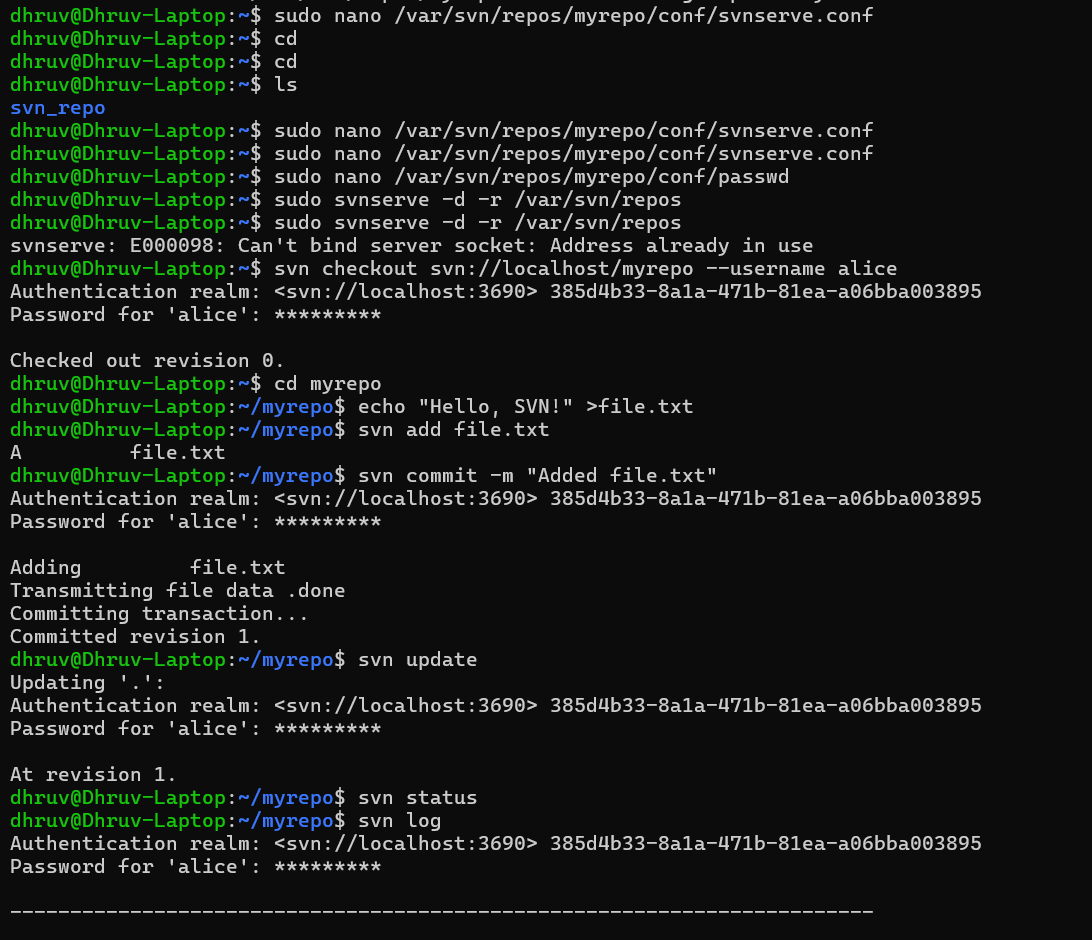 dhruv@Dhruv-Laptop:~$ sudo nano /var/svn/repos/myrepo/conf/svnserve.conf
dhruv@Dhruv-Laptop:~$ cd
dhruv@Dhruv-Laptop:~$ cd
dhruv@Dhruv-Laptop:~$ ls
svn_repo
dhruv@Dhruv-Laptop:~$ sudo nano /var/svn/repos/myrepo/conf/svnserve.conf
dhruv@Dhruv-Laptop:~$ sudo nano /var/svn/repos/myrepo/conf/svnserve.conf
dhruv@Dhruv-Laptop:~$ sudo nano /var/svn/repos/myrepo/conf/passwd
dhruv@Dhruv-Laptop:~$ sudo svnserve -d -r /var/svn/repos
dhruv@Dhruv-Laptop:~$ sudo svnserve -d -r /var/svn/repos
svnserve: E000098: Can't bind server socket: Address already in use
dhruv@Dhruv-Laptop:~$ svn checkout svn://localhost/myrepo --username alice
Authentication realm: <svn://localhost:3690> 385d4b33-8a1a-471b-81ea-a06bba003895
Password for 'alice': *********

Checked out revision 0.
dhruv@Dhruv-Laptop:~$ cd myrepo
dhruv@Dhruv-Laptop:~/myrepo$ echo "Hello, SVN!" >file.txt
dhruv@Dhruv-Laptop:~/myrepo$ svn add file.txt
A         file.txt
dhruv@Dhruv-Laptop:~/myrepo$ svn commit -m "Added file.txt"
Authentication realm: <svn://localhost:3690> 385d4b33-8a1a-471b-81ea-a06bba003895
Password for 'alice': *********

Adding         file.txt
Transmitting file data .done
Committing transaction...
Committed revision 1.
dhruv@Dhruv-Laptop:~/myrepo$ svn update
Updating '.':
Authentication realm: <svn://localhost:3690> 385d4b33-8a1a-471b-81ea-a06bba003895
Password for 'alice': *********

At revision 1.
dhruv@Dhruv-Laptop:~/myrepo$ svn status
dhruv@Dhruv-Laptop:~/myrepo$ svn log
Authentication realm: <svn://localhost:3690> 385d4b33-8a1a-471b-81ea-a06bba003895
Password for 'alice': *********

------------------------------------------------------------------------